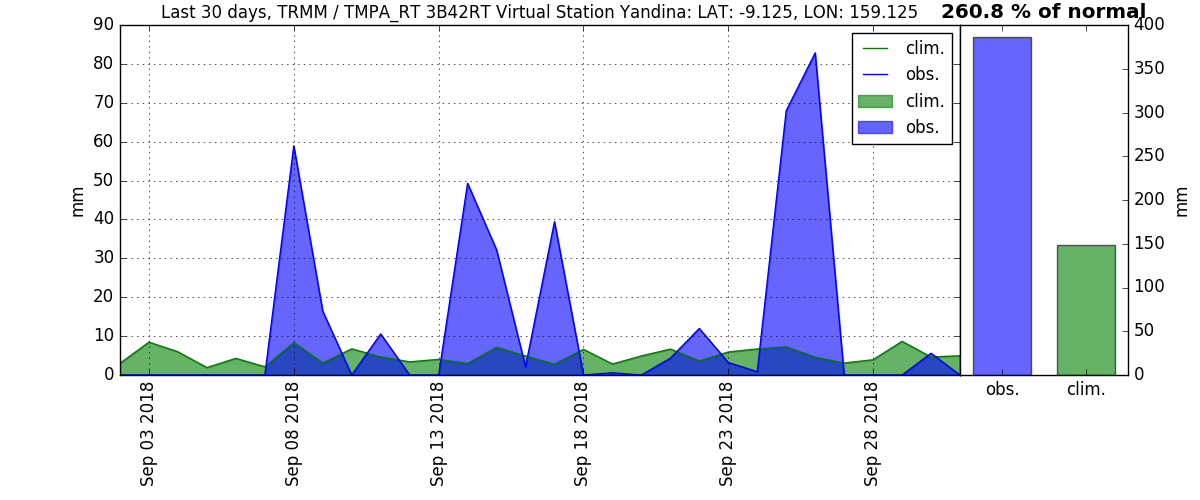 Last 30 days, TRMM / TMPA_RT 3B42RT Virtual Station Yandina: LAT: -9.125, LON: 159.125
260.8 % of normal
90
80
70
60
50
40
30
20
10
0
mm
clim.
obs.
clim.
obs.
400
350
300
250
200
150
100
50
0
mm
obs.
clim.
Sep 03 2018
Sep 08 2018
Sep 13 2018
Sep 18 2018
Sep 23 2018
Sep 28 2018